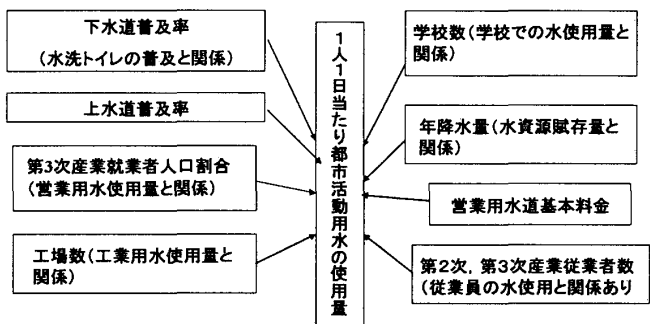 下水道普及率
(水洗トイレの普及と関係)
上水道普及率
第3次産業就業者人口割合
(営業用水使用量と関係)
工場数(工業用水使用量と
関係)
1人1日当たり都市活動用水の使用量
学校数(学校での水使用量と
関係)
年降水量(水資源賦存量と
関係)
営業用水道基本料金
第2次,第3次産業従業者数
(従業員の水使用と関係あり